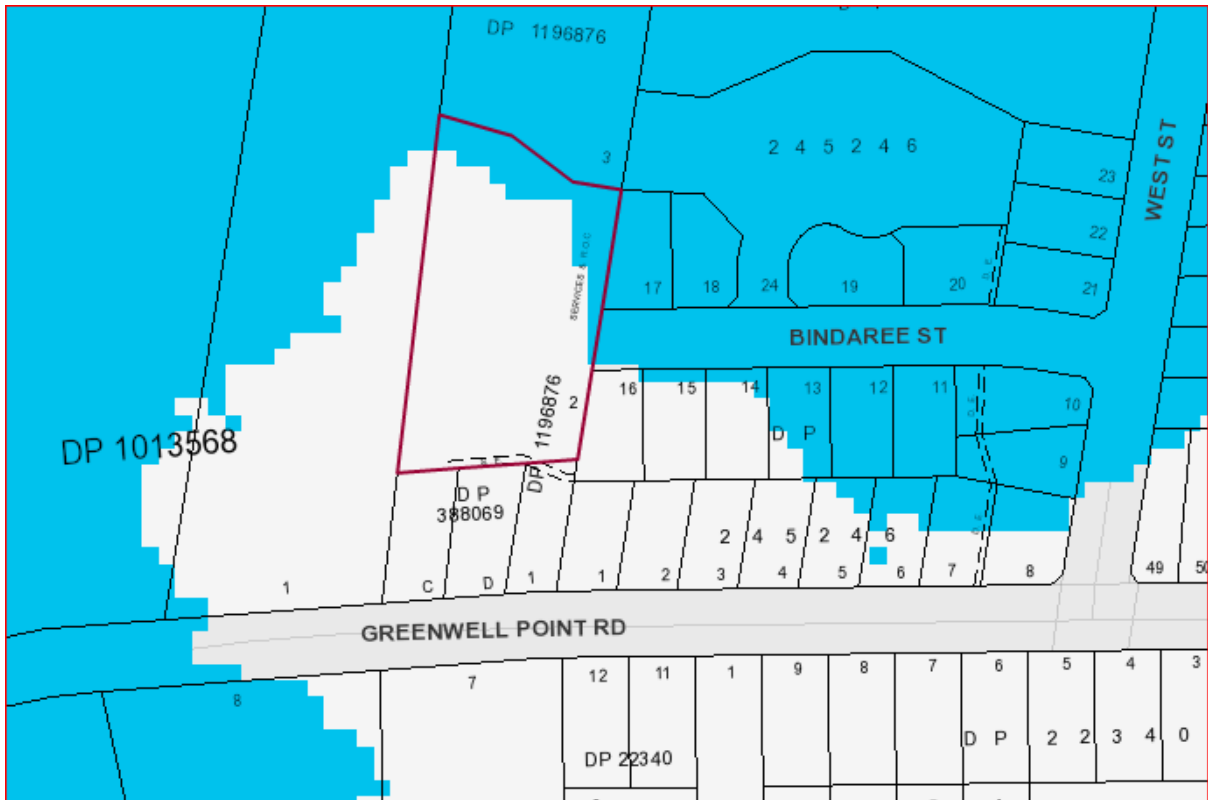 DP 1196876
2 4 5 2 4 6
WEST ST
3
23
22
21
SERVICES & R.O.C
17
18
24
19
20
D. E.
BINDAREE ST
16
15
14
13
12
11
10
9
D. E.
D P
2
DP 1196876
DP 1013568
D P
388069
2 4 5 2 4 6
D. E.
1
C
D
1
1
2
3
4
5
6
7
8
49
50
GREENWELL POINT RD
8
7
12
11
1
9
8
7
6
5
4
3
DP 22340
D P 2 2 3 4 0